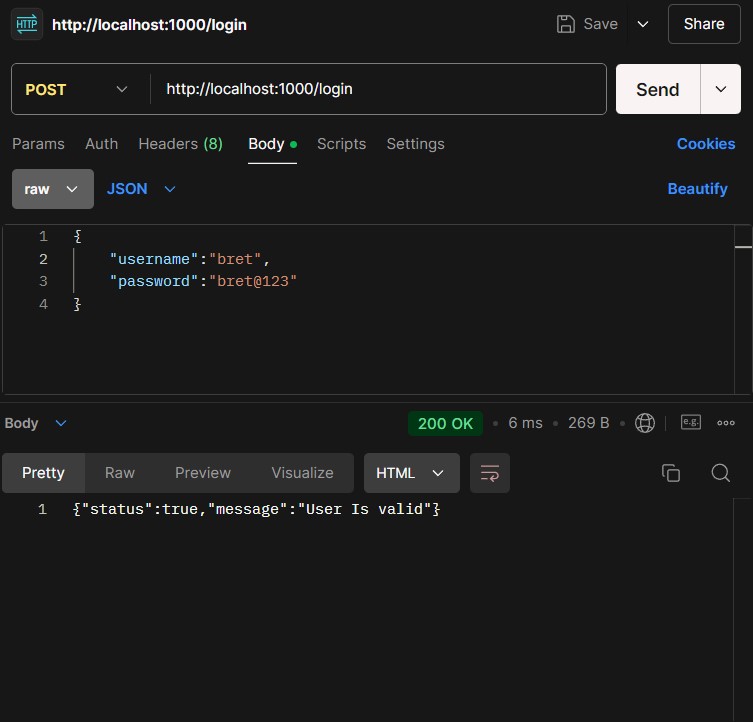 HTTP http://localhost:1000/login Save Share
POST http://localhost:1000/login Send
Params Auth Headers (8) Body Scripts Settings Cookies
raw JSON Beautify
1 {
2 "username":"bret",
3 "password":"bret@123"
4 }
Body 200 OK • 6 ms • 269 B • e.g.
Pretty Raw Preview Visualize HTML
1 {"status":true,"message":"User Is valid"}